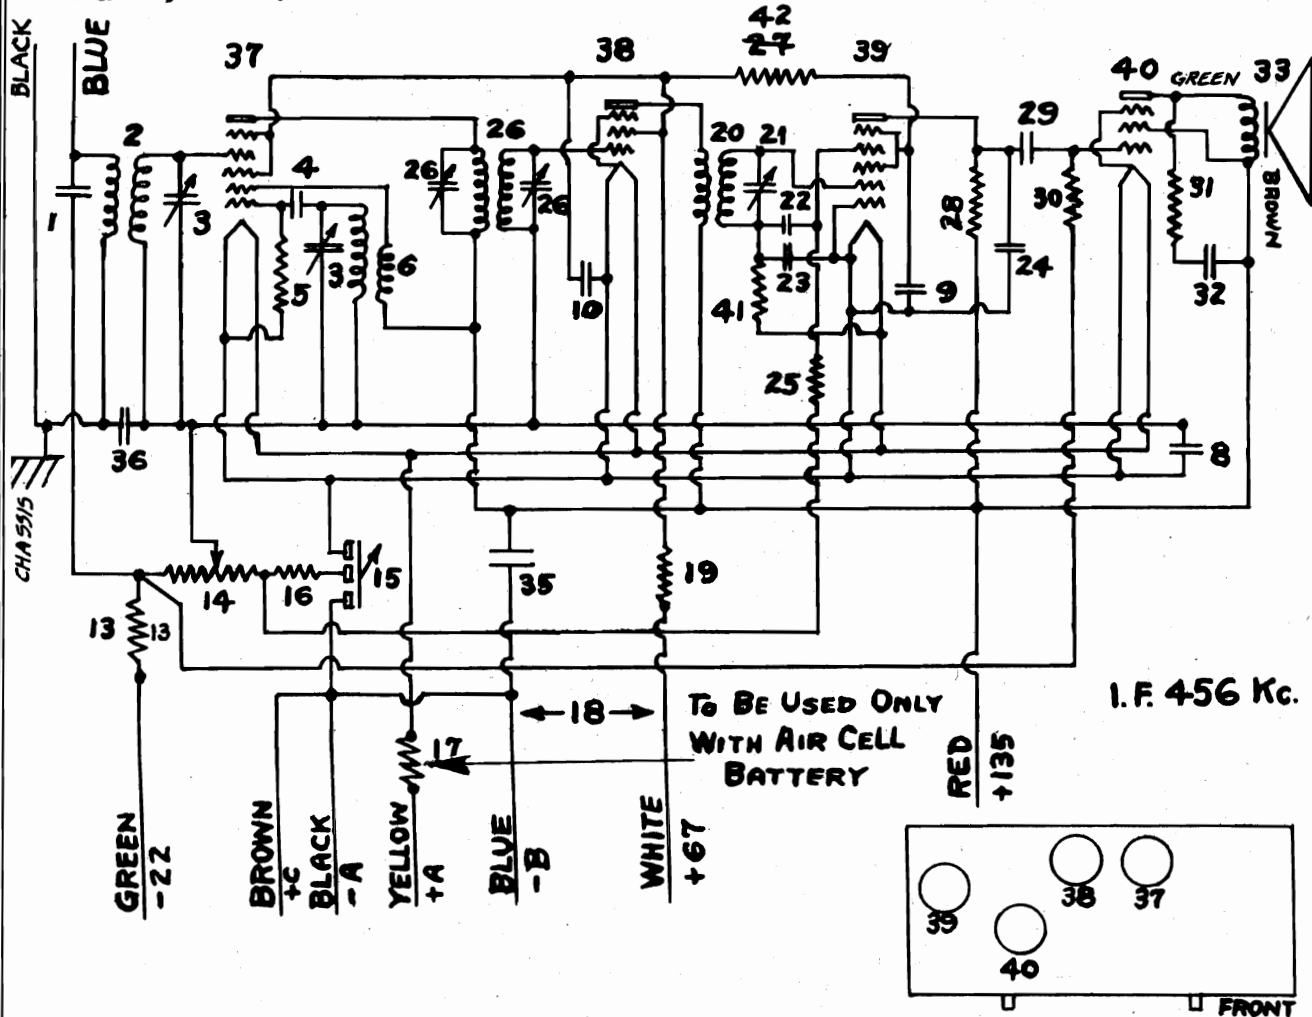 BLACK
BLUE
37
38
42
27
39
40
GREEN
33
2
4
26
26
26
20
21
29
1
3
3
5
6
10
22
23
41
9
28
24
30
31
32
BROWN
25
36
8
CHASSIS
14
16
15
35
19
13
13
I.F. 456 KC.
18
TO BE USED ONLY
WITH AIR CELL
BATTERY
17
GREEN
-22
BROWN
+C
BLACK
-A
YELLOW
+A
BLUE
-B
WHITE
+67
RED
+135
39
38
37
40
FRONT